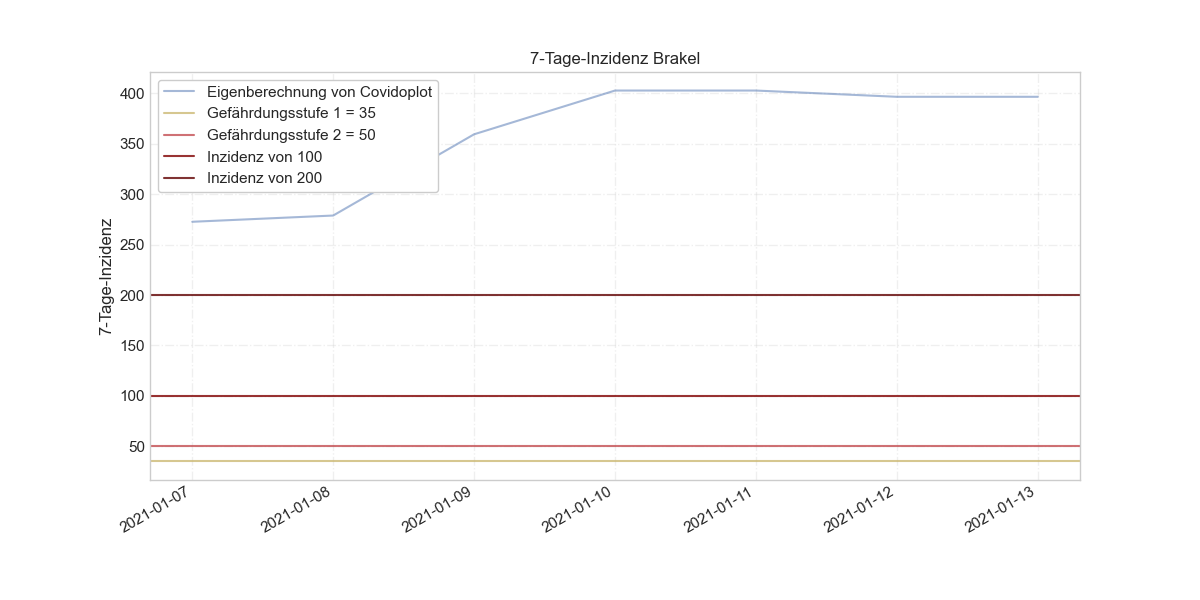 7-Tage-Inzidenz Brakel
Eigenberechnung von Covidoplot
Gefährdungsstufe 1 = 35
Gefährdungsstufe 2 = 50
Inzidenz von 100
Inzidenz von 200
7-Tage-Inzidenz
400
350
300
250
200
150
100
50
2021-01-07
2021-01-08
2021-01-09
2021-01-10
2021-01-11
2021-01-12
2021-01-13